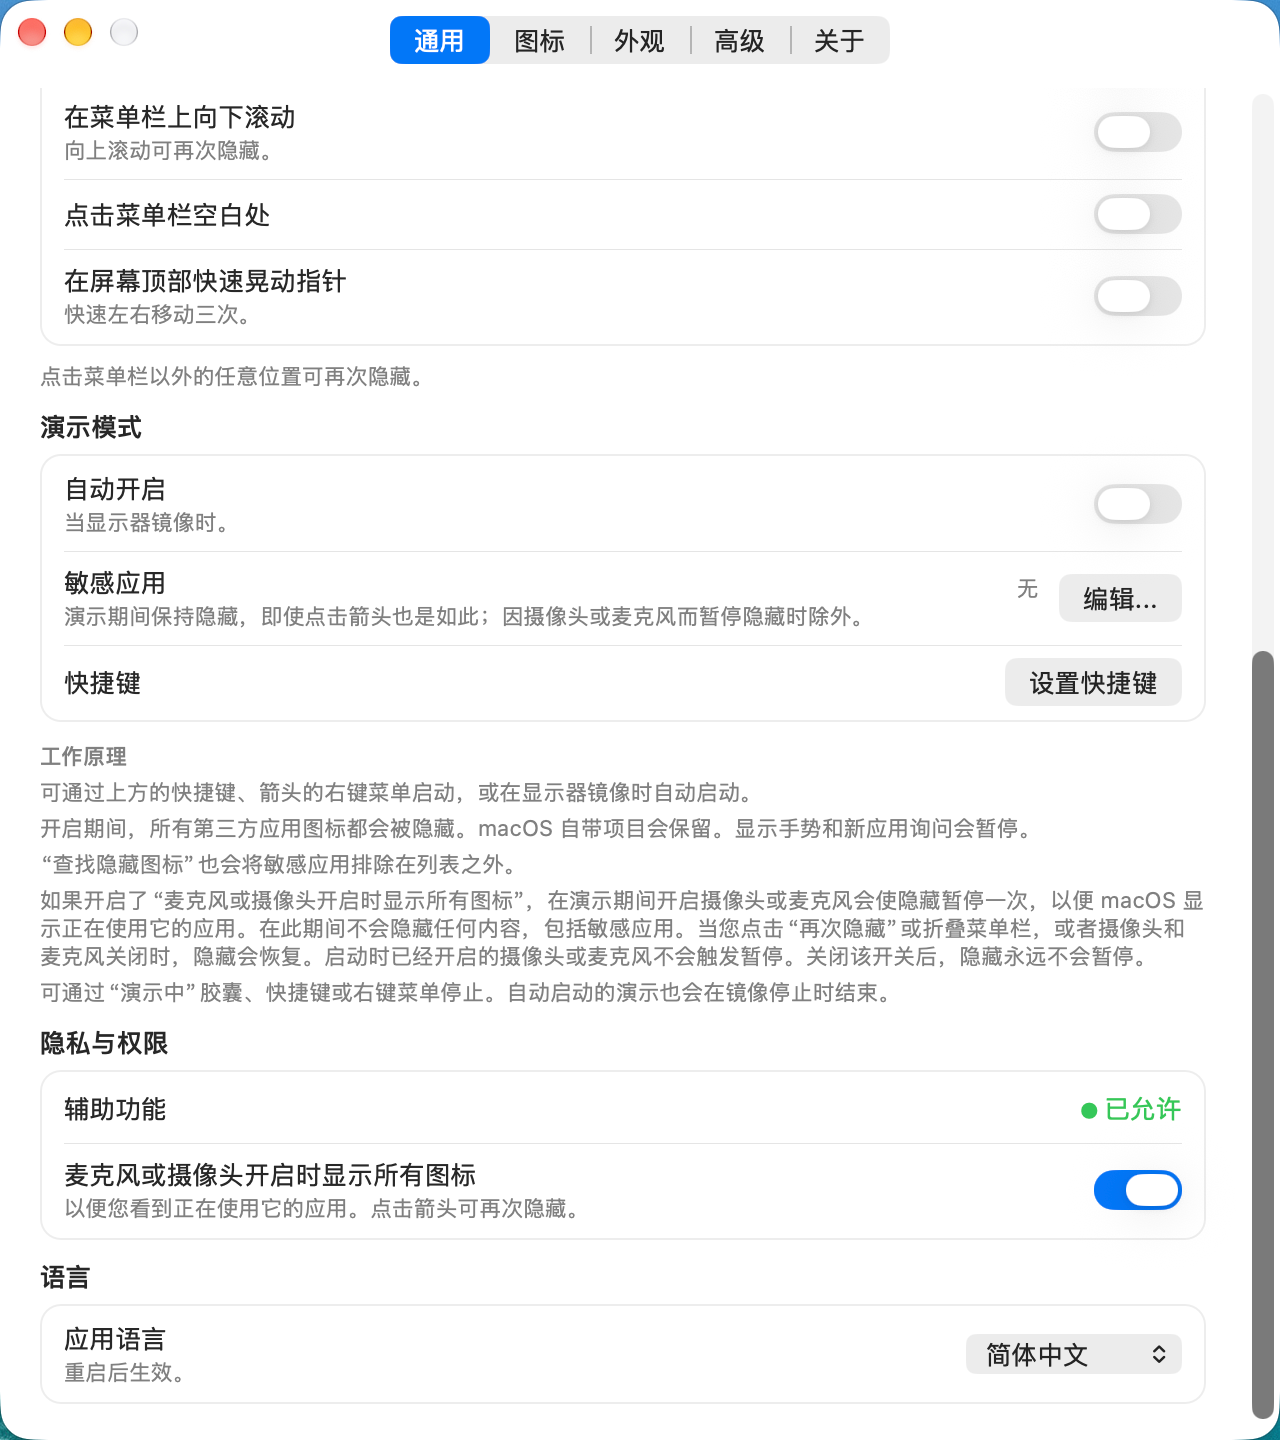 通用
图标
外观
高级
关于
在菜单栏上向下滚动
向上滚动可再次隐藏。
点击菜单栏空白处
在屏幕顶部快速晃动指针
快速左右移动三次。
点击菜单栏以外的任意位置可再次隐藏。
演示模式
自动开启
当显示器镜像时。
敏感应用
演示期间保持隐藏，即使点击箭头也是如此；因摄像头或麦克风而暂停隐藏时除外。
无
编辑...
快捷键
设置快捷键
工作原理
可通过上方的快捷键、箭头的右键菜单启动，或在显示器镜像时自动启动。
开启期间，所有第三方应用图标都会被隐藏。macOS 自带项目会保留。显示手势和新应用询问会暂停。
“查找隐藏图标”也会将敏感应用排除在列表之外。
如果开启了“麦克风或摄像头开启时显示所有图标”，在演示期间开启摄像头或麦克风会使隐藏暂停一次，以便 macOS 显
示正在使用它的应用。在此期间不会隐藏任何内容，包括敏感应用。当您点击“再次隐藏”或折叠菜单栏，或者摄像头和
麦克风关闭时，隐藏会恢复。启动时已经开启的摄像头或麦克风不会触发暂停。关闭该开关后，隐藏永远不会暂停。
可通过“演示中”胶囊、快捷键或右键菜单停止。自动启动的演示也会在镜像停止时结束。
隐私与权限
辅助功能
已允许
麦克风或摄像头开启时显示所有图标
以便您看到正在使用它的应用。点击箭头可再次隐藏。
语言
应用语言
重启后生效。
简体中文